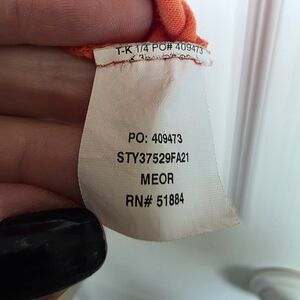 T-K 1/4 PO# 409473
PO: 409473
STY37529FA21
MEOR
RN# 51884